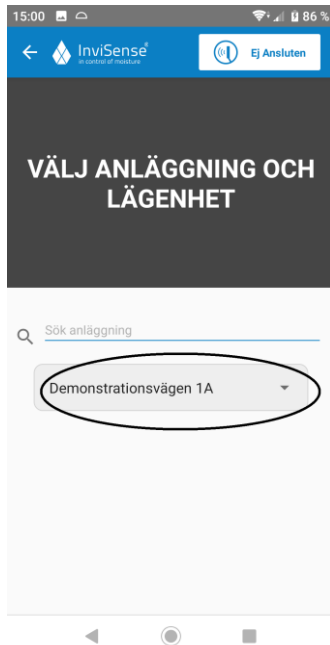 15:00 86 %
InviSense®
in control of moisture
Ej Ansluten
VÄLJ ANLÄGGNING OCH
LÄGENHET
Sök anläggning
Demonstrationsvägen 1A